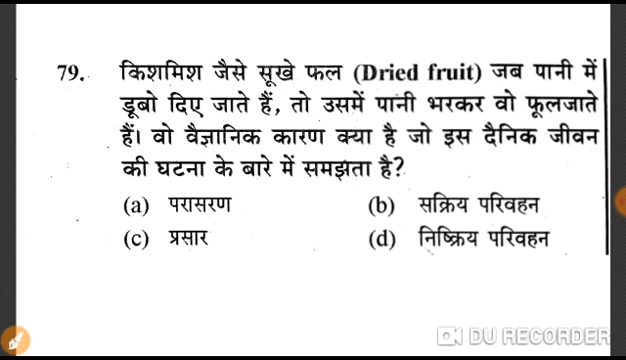 79. किशमिश जैसे सूखे फल (Dried fruit) जब पानी में
डूबो दिए जाते हैं, तो उसमें पानी भरकर वो फूलजाते
हैं। वो वैज्ञानिक कारण क्या है जो इस दैनिक जीवन
की घटना के बारे में समझता है?
(a) परासरण (b) सक्रिय परिवहन
(c) प्रसार (d) निष्क्रिय परिवहन
DU RECORDER